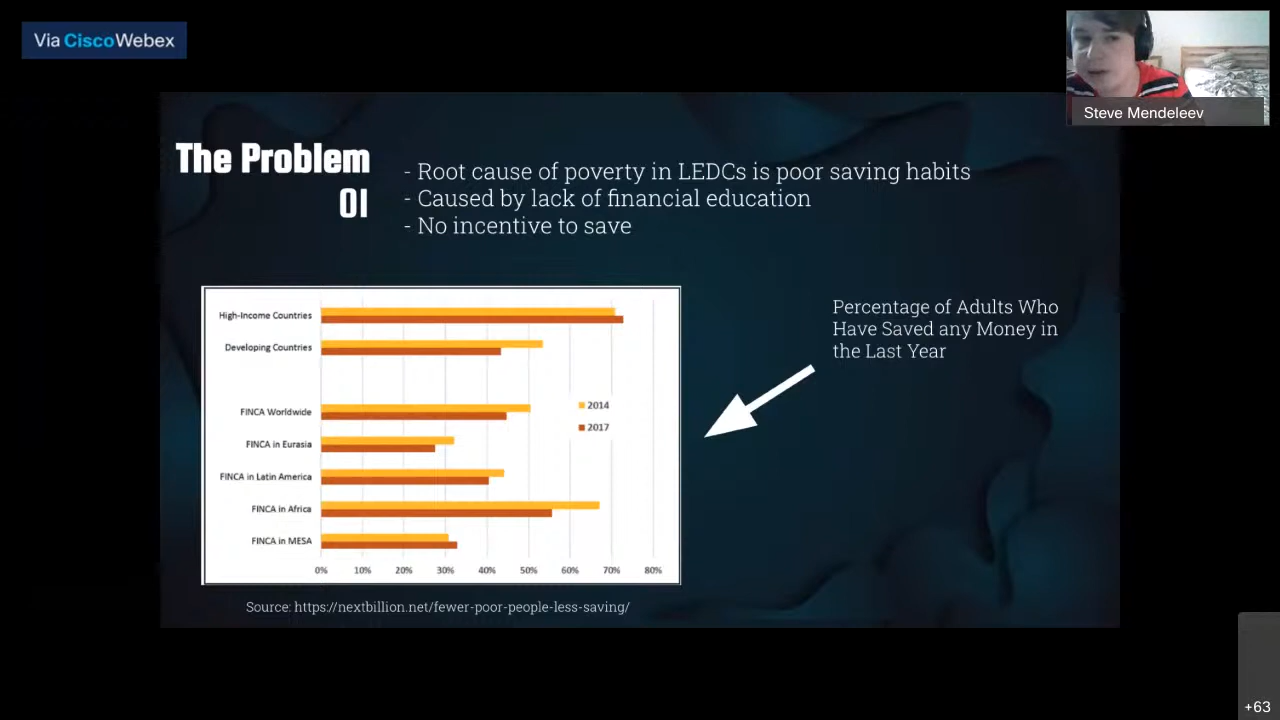 Via CiscoWebex
Steve Mendeleev
The Problem
01
- Root cause of poverty in LEDCs is poor saving habits
- Caused by lack of financial education
- No incentive to save
High-Income Countries
Developing Countries
FINCA Worldwide
FINCA in Eurasia
FINCA in Latin America
FINCA in Africa
FINCA in MESA
2014
2017
0% 10% 20% 30% 40% 50% 60% 70% 80%
Percentage of Adults Who
Have Saved any Money in
the Last Year
Source: https://nextbillion.net/fewer-poor-people-less-saving/
+63